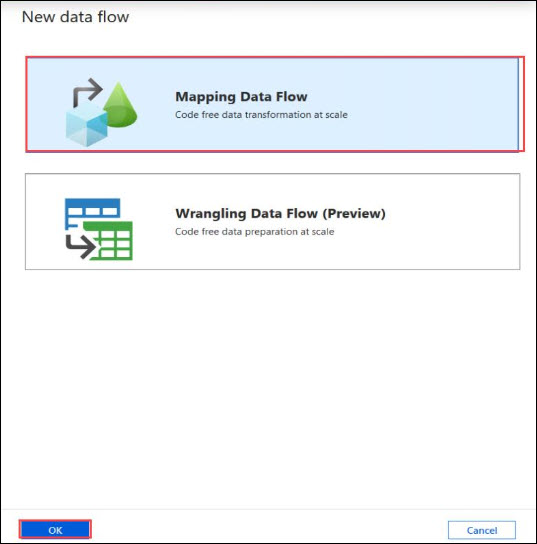 New data flow
Mapping Data Flow
Code free data transformation at scale
Wrangling Data Flow (Preview)
Code free data preparation at scale
OK
Cancel